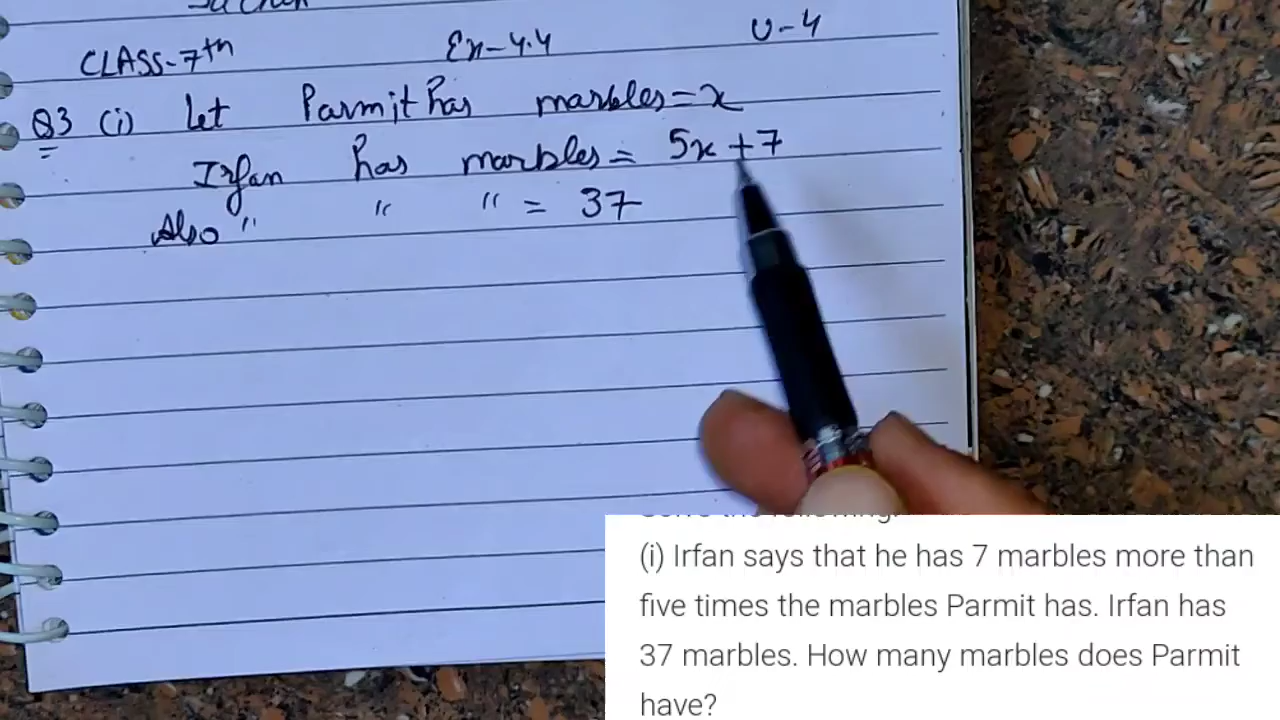 CLASS-7th Ex-4.4 U-4
Q3 (i) Let Parmit has marbles = x
Irfan has marbles = 5x + 7
Also " " " = 37
(i) Irfan says that he has 7 marbles more than
five times the marbles Parmit has. Irfan has
37 marbles. How many marbles does Parmit
have?